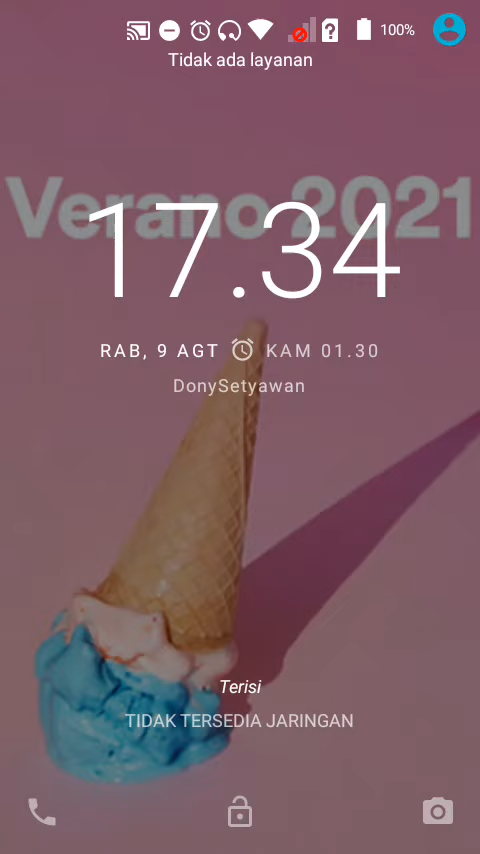 100%
Tidak ada layanan
Verano 2021
17.34
RAB, 9 AGT KAM 01.30
DonySetyawan
Terisi
TIDAK TERSEDIA JARINGAN